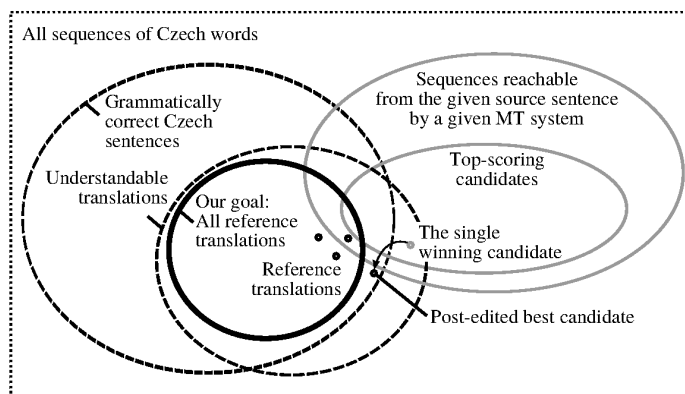 All sequences of Czech words
Grammatically
correct Czech
sentences
Sequences reachable
from the given source sentence
by a given MT system
Top-scoring
candidates
Understandable
translations
Our goal:
All reference
translations
The single
winning candidate
Reference
translations
Post-edited best candidate